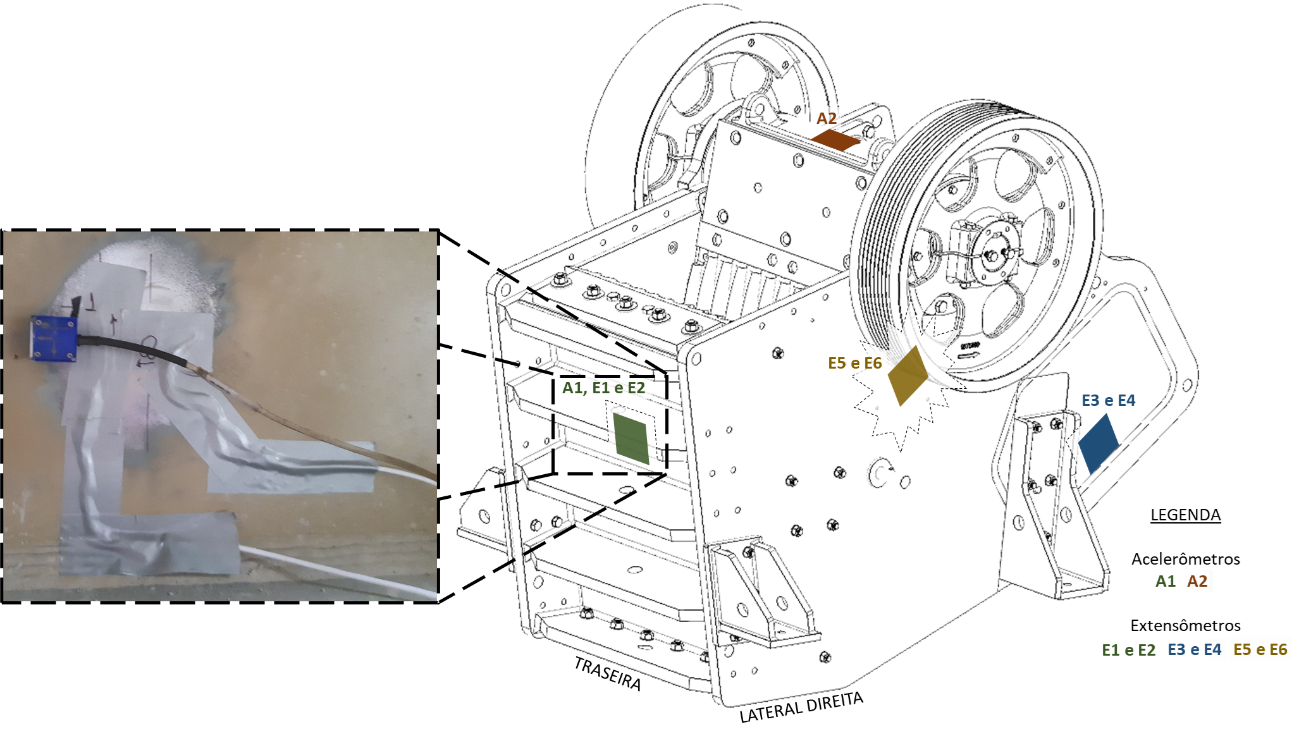 A2
E5 e E6
A1, E1 e E2
E3 e E4
LEGENDA
Acelerômetros
A1 A2
Extensômetros
E1 e E2 E3 e E4 E5 e E6
TRASEIRA
LATERAL DIREITA